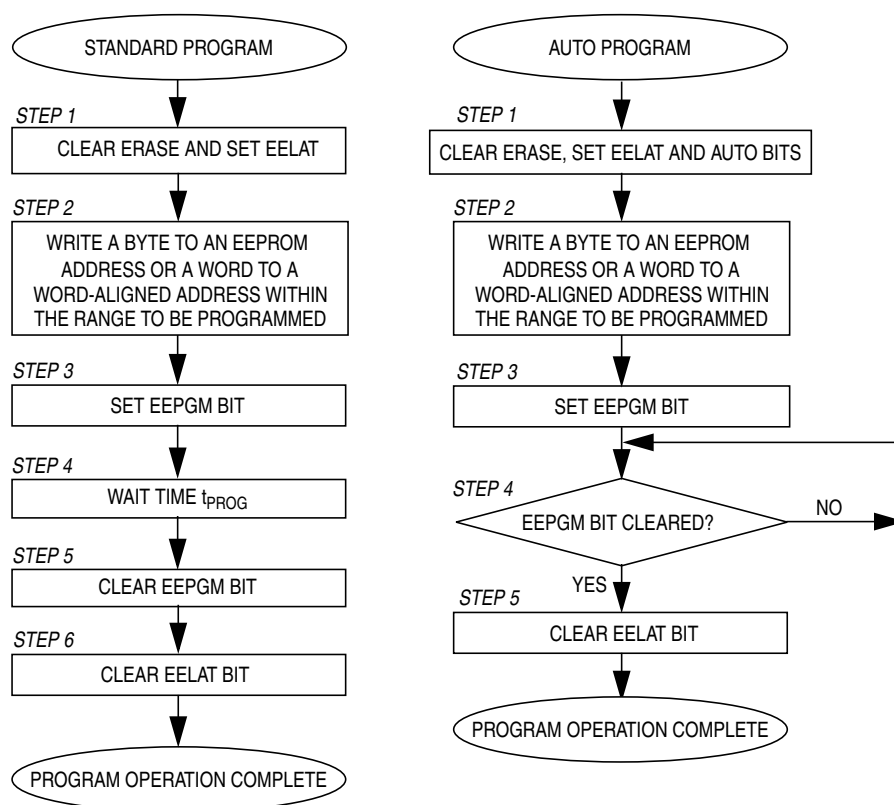 STANDARD PROGRAM
STEP 1
CLEAR ERASE AND SET EELAT
STEP 2
WRITE A BYTE TO AN EEPROM
ADDRESS OR A WORD TO A
WORD-ALIGNED ADDRESS WITHIN
THE RANGE TO BE PROGRAMMED
STEP 3
SET EEPGM BIT
STEP 4
WAIT TIME tPROG
STEP 5
CLEAR EEPGM BIT
STEP 6
CLEAR EELAT BIT
PROGRAM OPERATION COMPLETE
AUTO PROGRAM
STEP 1
CLEAR ERASE, SET EELAT AND AUTO BITS
STEP 2
WRITE A BYTE TO AN EEPROM
ADDRESS OR A WORD TO A
WORD-ALIGNED ADDRESS WITHIN
THE RANGE TO BE PROGRAMMED
STEP 3
SET EEPGM BIT
STEP 4
EEPGM BIT CLEARED?
NO
YES
STEP 5
CLEAR EELAT BIT
PROGRAM OPERATION COMPLETE